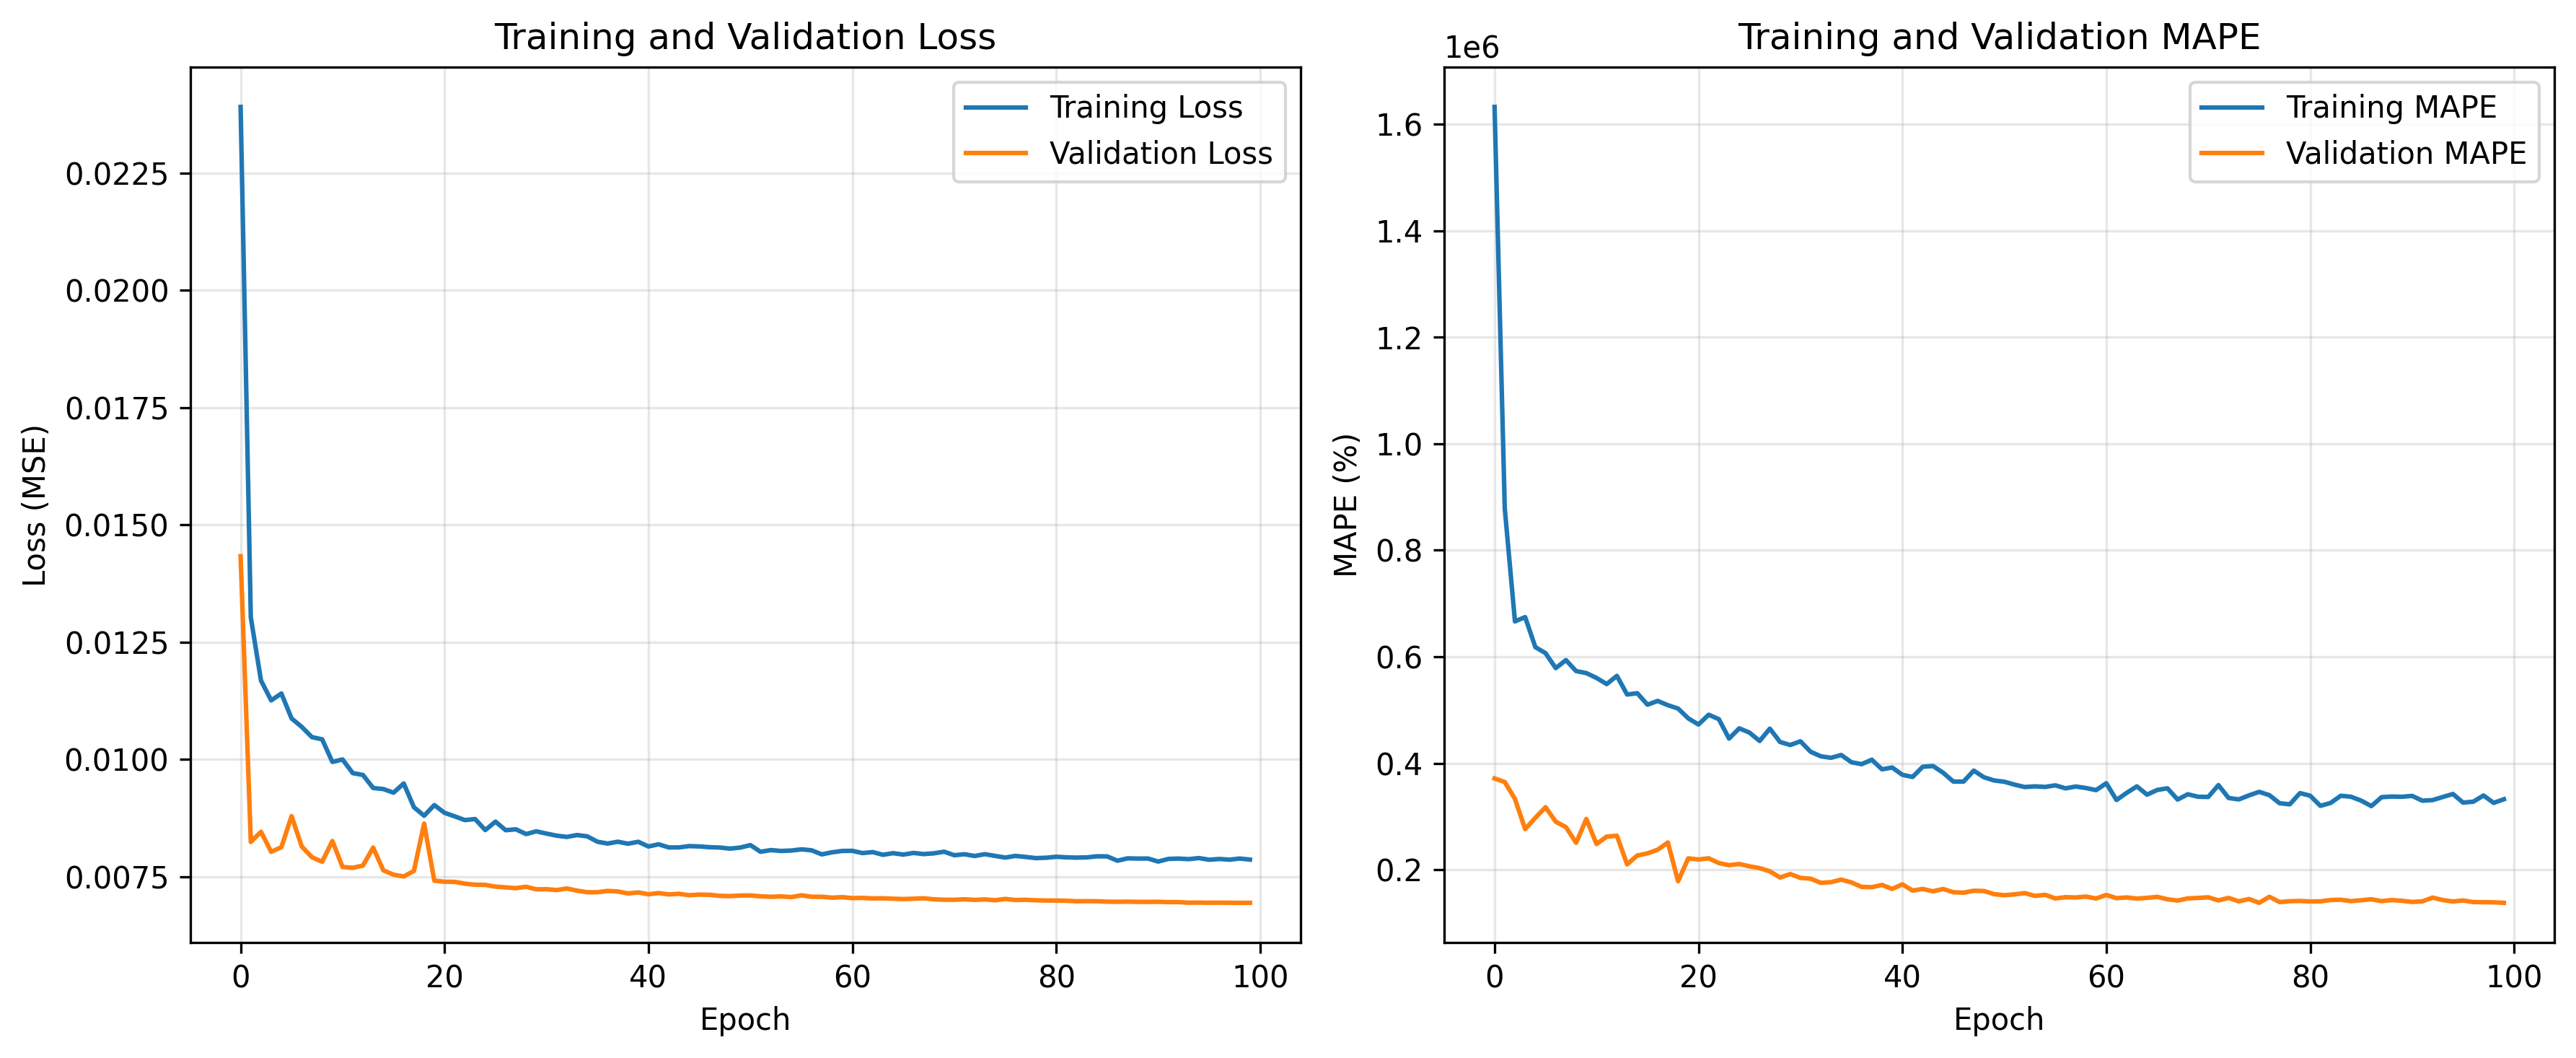 Training and Validation Loss
Training Loss
Validation Loss
0.0225
0.0200
0.0175
0.0150
0.0125
0.0100
0.0075
Loss (MSE)
0 20 40 60 80 100
Epoch
Training and Validation MAPE
1e6
Training MAPE
Validation MAPE
1.6
1.4
1.2
1.0
0.8
0.6
0.4
0.2
MAPE (%)
0 20 40 60 80 100
Epoch